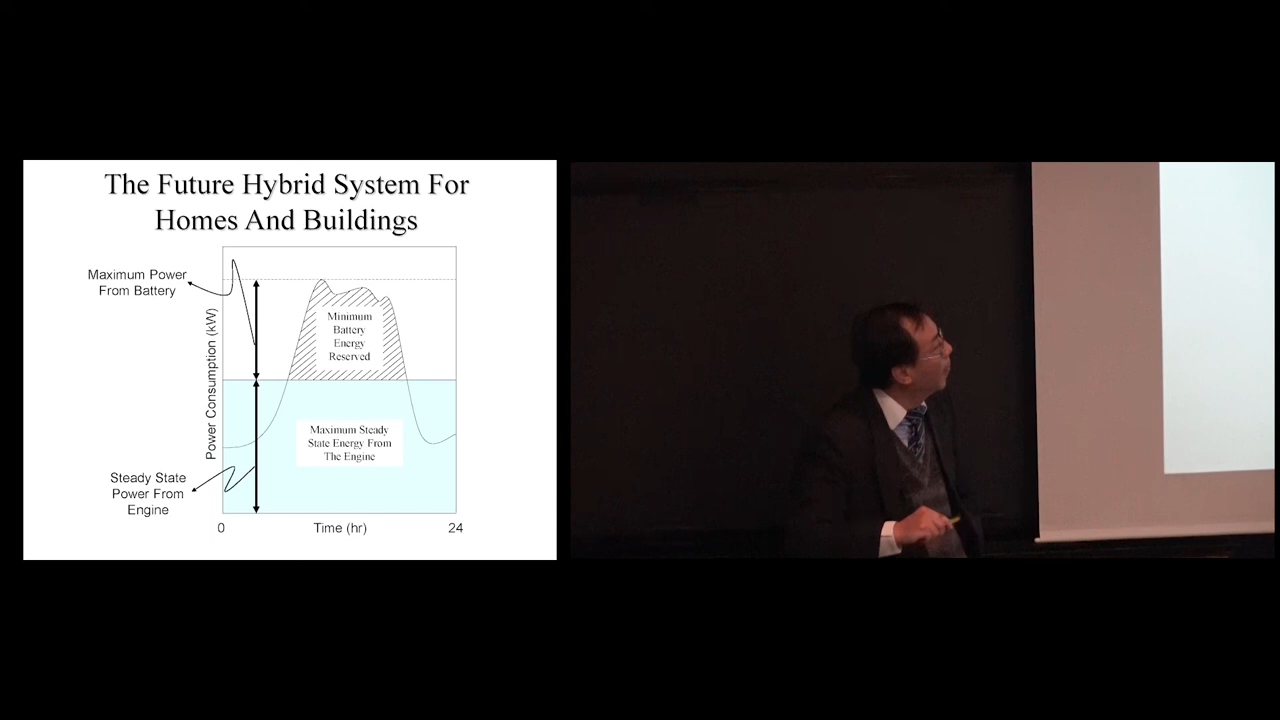 The Future Hybrid System For
Homes And Buildings
Maximum Power
From Battery
Power Consumption (kW)
Minimum
Battery
Energy
Reserved
Maximum Steady
State Energy From
The Engine
Steady State
Power From
Engine
0
Time (hr)
24